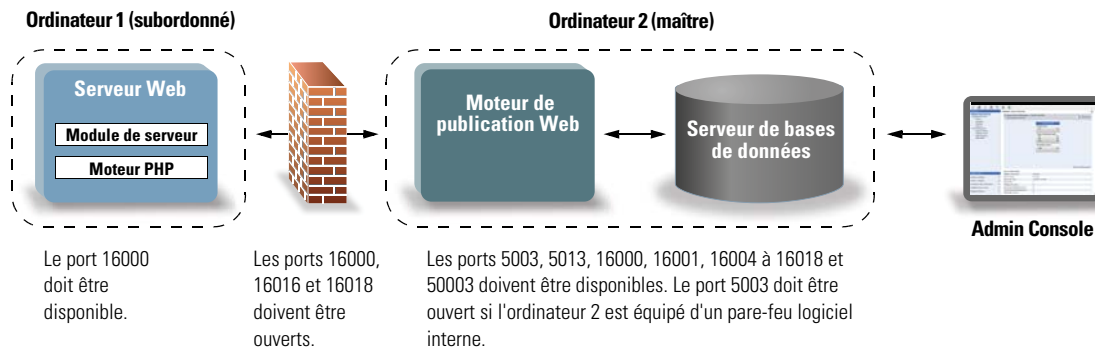 Ordinateur 1 (subordonné)
Ordinateur 2 (maître)
Serveur Web
Module de serveur
Moteur PHP
Moteur de
publication Web
Serveur de bases
de données
Admin Console
Le port 16000
doit être
disponible.
Les ports 16000,
16016 et 16018
doivent être
ouverts.
Les ports 5003, 5013, 16000, 16001, 16004 à 16018 et
50003 doivent être disponibles. Le port 5003 doit être
ouvert si l'ordinateur 2 est équipé d'un pare-feu logiciel
interne.